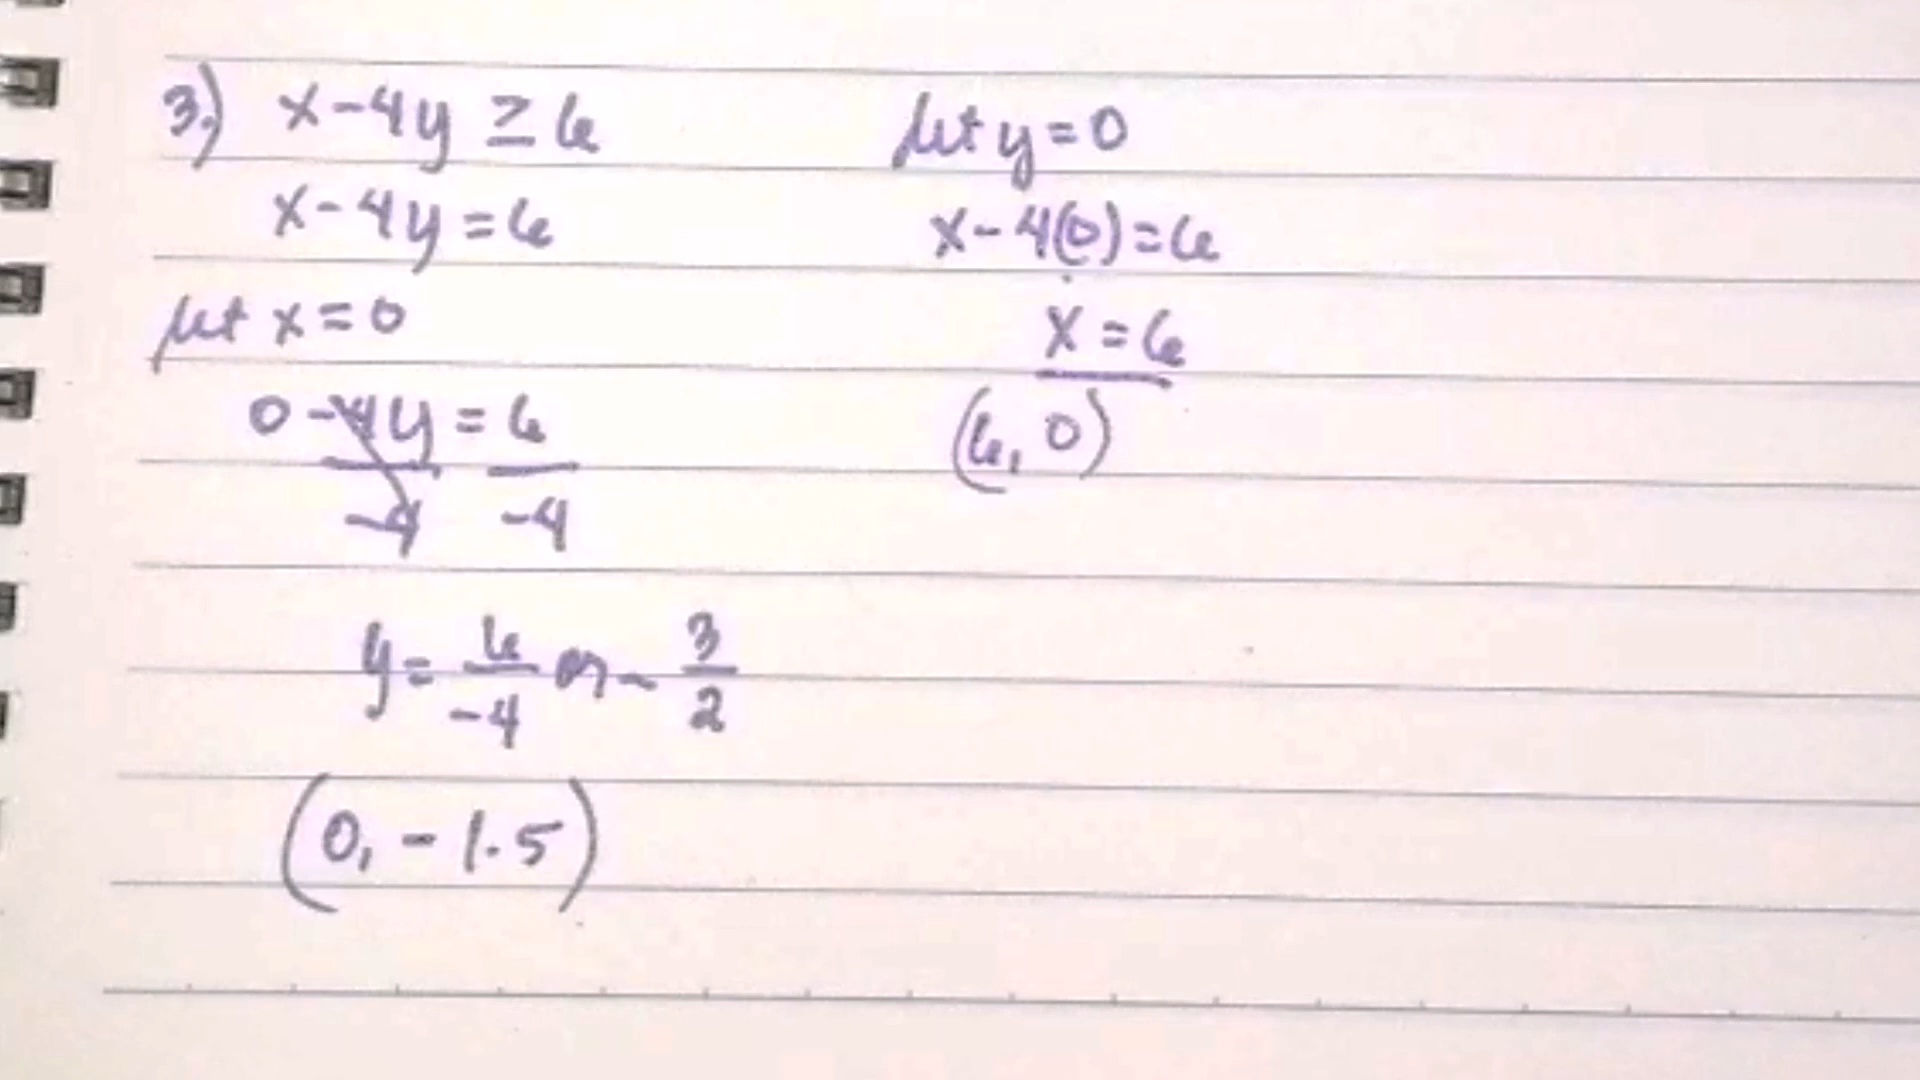 3.) x-4y ≥ 6
x-4y=6
let x=0
0-4y = 6
-4 -4
y= 6/-4 or - 3/2
(0, -1.5)
let y=0
x-4(0)=6
x=6
(6, 0)